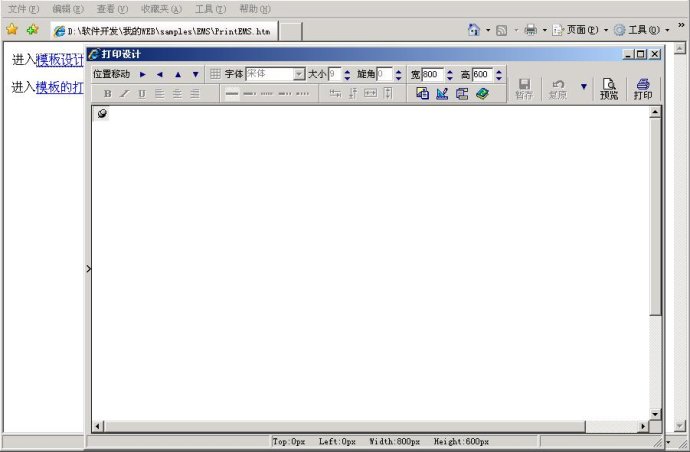 文件(F) 编辑(E) 查看(V) 收藏夹(A) 工具(T) 帮助(H)
D:\软件开发\我的WEB\samples\EMS\PrintEMS.htm
页面(P) 工具(O)
进入模板设计
进入模板的打
打印设计
位置移动 字体 宋体 大小 9 旋角 0 宽 800 高 600
B I U
暂存 复原 预览 打印
Top:0px Left:0px Width:800px Height:600px